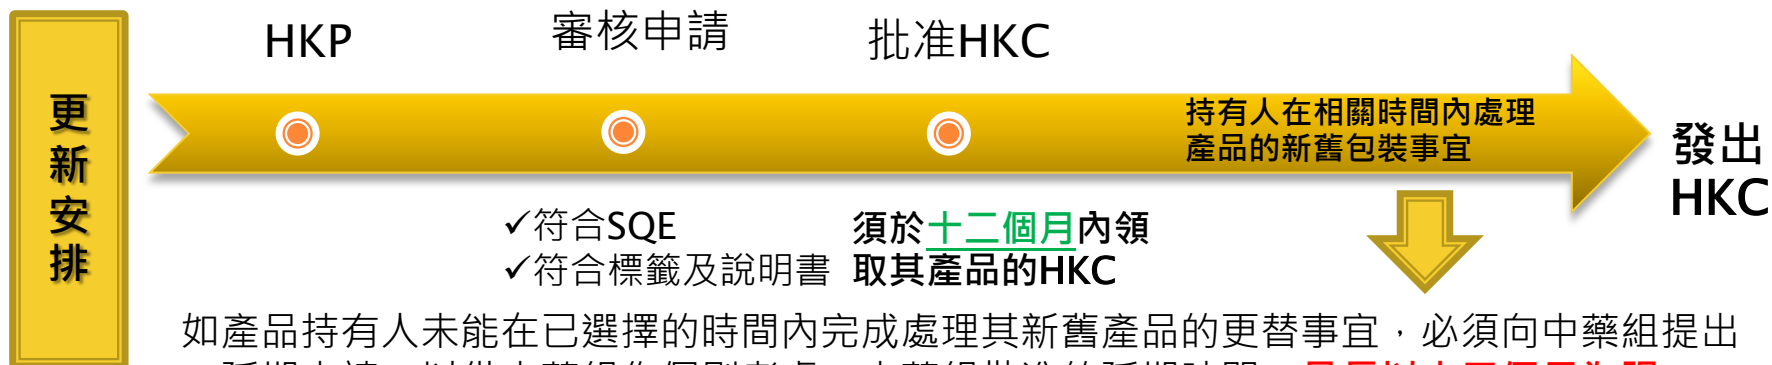 更新安排
HKP
審核申請
批准HKC
持有人在相關時間內處理
產品的新舊包裝事宜
發出
HKC
✓符合SQE
✓符合標籤及說明書
須於十二個月內領
取其產品的HKC
如產品持有人未能在已選擇的時間內完成處理其新舊產品的更替事宜，必須向中藥組提出